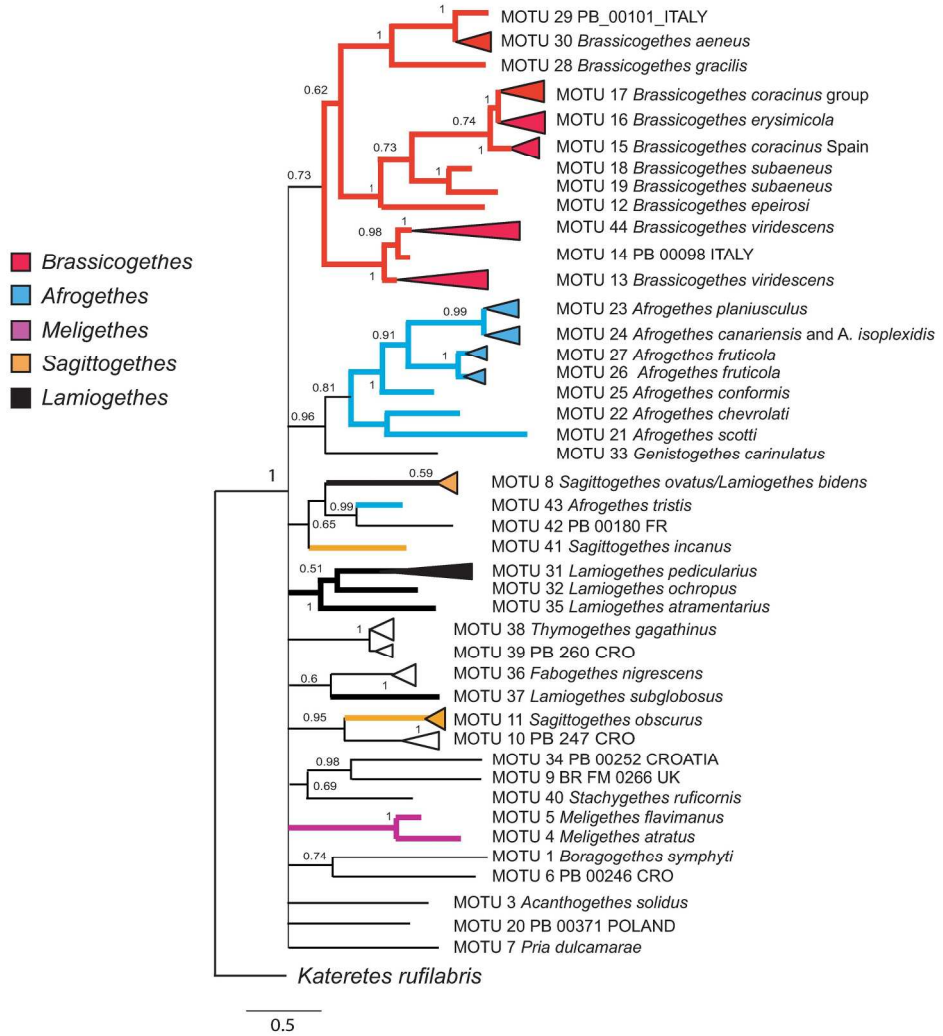 1
MOTU 29 PB_00101_ITALY
1
MOTU 30 Brassicogethes aeneus
MOTU 28 Brassicogethes gracilis
0.62
1
MOTU 17 Brassicogethes coracinus group
0.74
MOTU 16 Brassicogethes erysimicola
0.73
1
MOTU 15 Brassicogethes coracinus Spain
0.73
1
MOTU 18 Brassicogethes subaeneus
1
MOTU 19 Brassicogethes subaeneus
MOTU 12 Brassicogethes epeirosi
0.98
1
MOTU 44 Brassicogethes viridescens
MOTU 14 PB 00098 ITALY
1
MOTU 13 Brassicogethes viridescens
Brassicogethes
Afrogethes
Meligethes
Sagittogethes
Lamiogethes
0.99
MOTU 23 Afrogethes planiusculus
0.91
MOTU 24 Afrogethes canariensis and A. isoplexidis
1
MOTU 27 Afrogethes fruticola
MOTU 26 Afrogethes fruticola
0.81
1
MOTU 25 Afrogethes conformis
0.96
MOTU 22 Afrogethes chevrolati
MOTU 21 Afrogethes scotti
MOTU 33 Genistogethes carinulatus
1
0.59
MOTU 8 Sagittogethes ovatus/Lamiogethes bidens
0.99
MOTU 43 Afrogethes tristis
0.65
MOTU 42 PB 00180 FR
MOTU 41 Sagittogethes incanus
0.51
MOTU 31 Lamiogethes pedicularius
MOTU 32 Lamiogethes ochropus
1
MOTU 35 Lamiogethes atramentarius
1
MOTU 38 Thymogethes gagathinus
MOTU 39 PB 260 CRO
0.6
1
MOTU 36 Fabogethes nigrescens
MOTU 37 Lamiogethes subglobosus
0.95
MOTU 11 Sagittogethes obscurus
1
MOTU 10 PB 247 CRO
0.98
MOTU 34 PB 00252 CROATIA
MOTU 9 BR FM 0266 UK
0.69
MOTU 40 Stachygethes ruficornis
1
MOTU 5 Meligethes flavimanus
MOTU 4 Meligethes atratus
0.74
MOTU 1 Boragogethes symphyti
MOTU 6 PB 00246 CRO
MOTU 3 Acanthogethes solidus
MOTU 20 PB 00371 POLAND
MOTU 7 Pria dulcamarae
Kateretes rufilabris
0.5